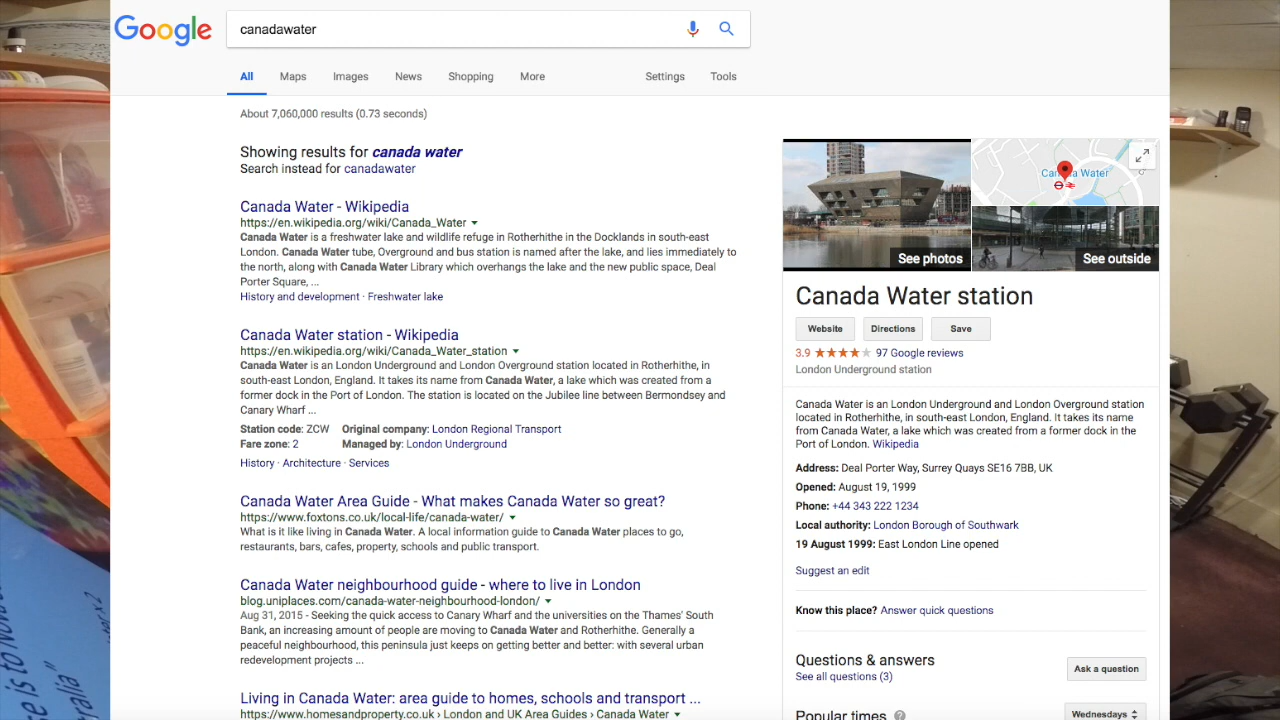 Google
canadawater
All Maps Images News Shopping More Settings Tools
About 7,060,000 results (0.73 seconds)
Showing results for canada water
Search instead for canadawater
Canada Water - Wikipedia
https://en.wikipedia.org/wiki/Canada_Water
Canada Water is a freshwater lake and wildlife refuge in Rotherhithe in the Docklands in south-east
London. Canada Water tube, Overground and bus station is named after the lake, and lies immediately to
the north, along with Canada Water Library which overhangs the lake and the new public space, Deal
Porter Square, ...
History and development · Freshwater lake
Canada Water station - Wikipedia
https://en.wikipedia.org/wiki/Canada_Water_station
Canada Water is an London Underground and London Overground station located in Rotherhithe, in
south-east London, England. It takes its name from Canada Water, a lake which was created from a
former dock in the Port of London. The station is located on the Jubilee line between Bermondsey and
Canary Wharf ...
Station code: ZCW Original company: London Regional Transport
Fare zone: 2 Managed by: London Underground
History · Architecture · Services
Canada Water Area Guide - What makes Canada Water so great?
https://www.foxtons.co.uk/local-life/canada-water/
What is it like living in Canada Water. A local information guide to Canada Water places to go,
restaurants, bars, cafes, property, schools and public transport.
Canada Water neighbourhood guide - where to live in London
blog.uniplaces.com/canada-water-neighbourhood-london/
Aug 31, 2015 - Seeking the quick access to Canary Wharf and the universities on the Thames' South
Bank, an increasing amount of people are moving to Canada Water and Rotherhithe. Generally a
peaceful neighbourhood, this peninsula just keeps on getting better and better: with several urban
redevelopment projects ...
Living in Canada Water: area guide to homes, schools and transport ...
https://www.homesandproperty.co.uk › London and UK Area Guides › Canada Water
Canada Water
See photos
See outside
Canada Water station
Website Directions Save
3.9 97 Google reviews
London Underground station
Canada Water is an London Underground and London Overground station
located in Rotherhithe, in south-east London, England. It takes its name
from Canada Water, a lake which was created from a former dock in the
Port of London. Wikipedia
Address: Deal Porter Way, Surrey Quays SE16 7BB, UK
Opened: August 19, 1999
Phone: +44 343 222 1234
Local authority: London Borough of Southwark
19 August 1999: East London Line opened
Suggest an edit
Know this place? Answer quick questions
Questions & answers
See all questions (3)
Ask a question
Popular times
Wednesdays